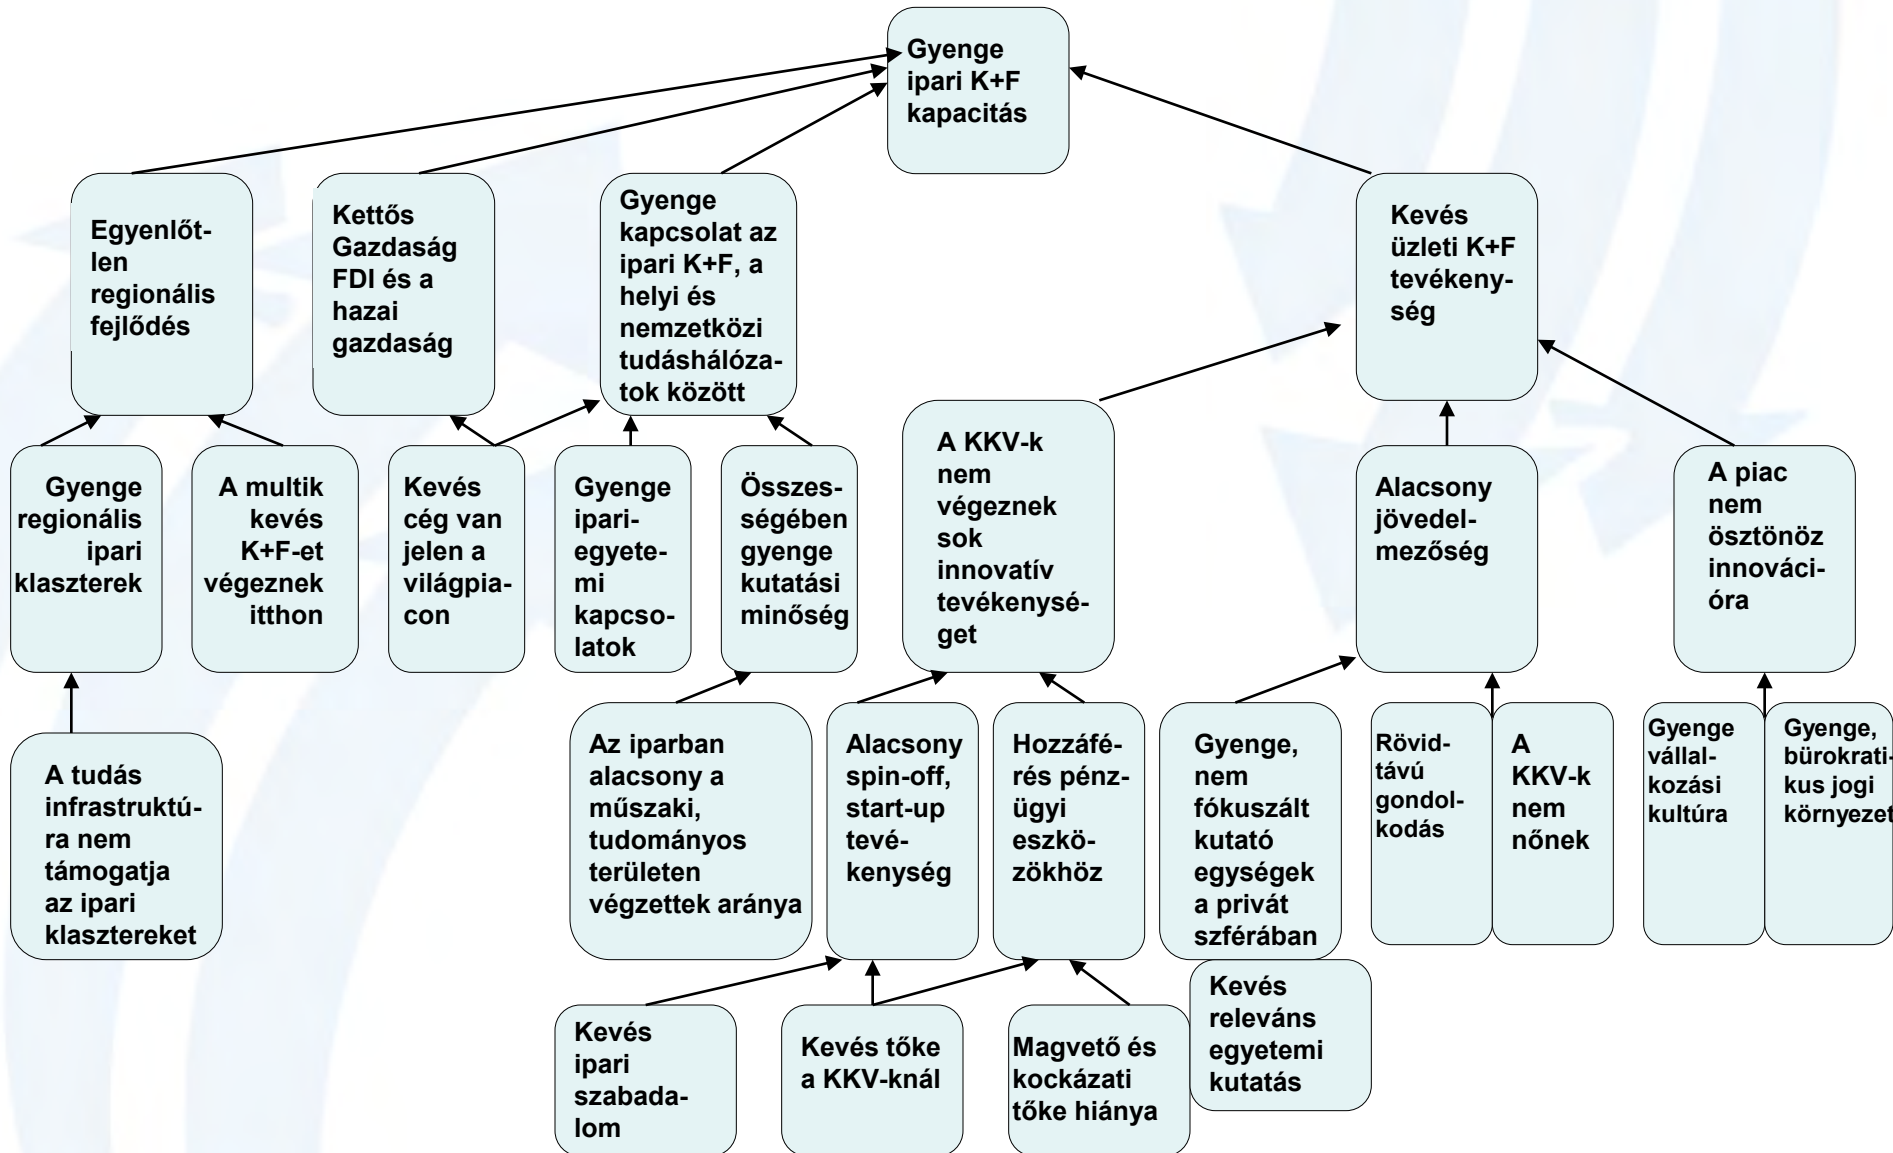 Gyenge
ipari K+F
kapacitás
Egyenlőt-
len
regionális
fejlődés
Kettős
Gazdaság
FDI és a
hazai
gazdaság
Gyenge
kapcsolat az
ipari K+F, a
helyi és
nemzetközi
tudáshálóza-
tok között
Kevés
üzleti K+F
tevékeny-
ség
Gyenge
regionális
ipari
klaszterek
A multik
kevés
K+F-et
végeznek
itthon
Kevés
cég van
jelen a
világpia-
con
Gyenge
ipari-
egyete-
mi
kapcso-
latok
Összes-
ségében
gyenge
kutatási
minőség
A KKV-k
nem
végeznek
sok
innovatív
tevékenysé-
get
Alacsony
jövedel-
mezőség
A piac
nem
ösztönöz
innováci-
óra
A tudás
infrastruktú-
ra nem
támogatja
az ipari
klasztereket
Az iparban
alacsony a
műszaki,
tudományos
területen
végzettek aránya
Alacsony
spin-off,
start-up
tevé-
kenység
Hozzáfé-
rés pénz-
ügyi
eszkö-
zökhöz
Gyenge,
nem
fókuszált
kutató
egységek
a privát
szférában
Rövid-
távú
gondol-
kodás
A
KKV-k
nem
nőnek
Gyenge
vállal-
kozási
kultúra
Gyenge,
bürokrati-
kus jogi
környezet
Kevés
ipari
szabada-
lom
Kevés tőke
a KKV-knál
Magvető és
kockázati
tőke hiánya
Kevés
releváns
egyetemi
kutatás